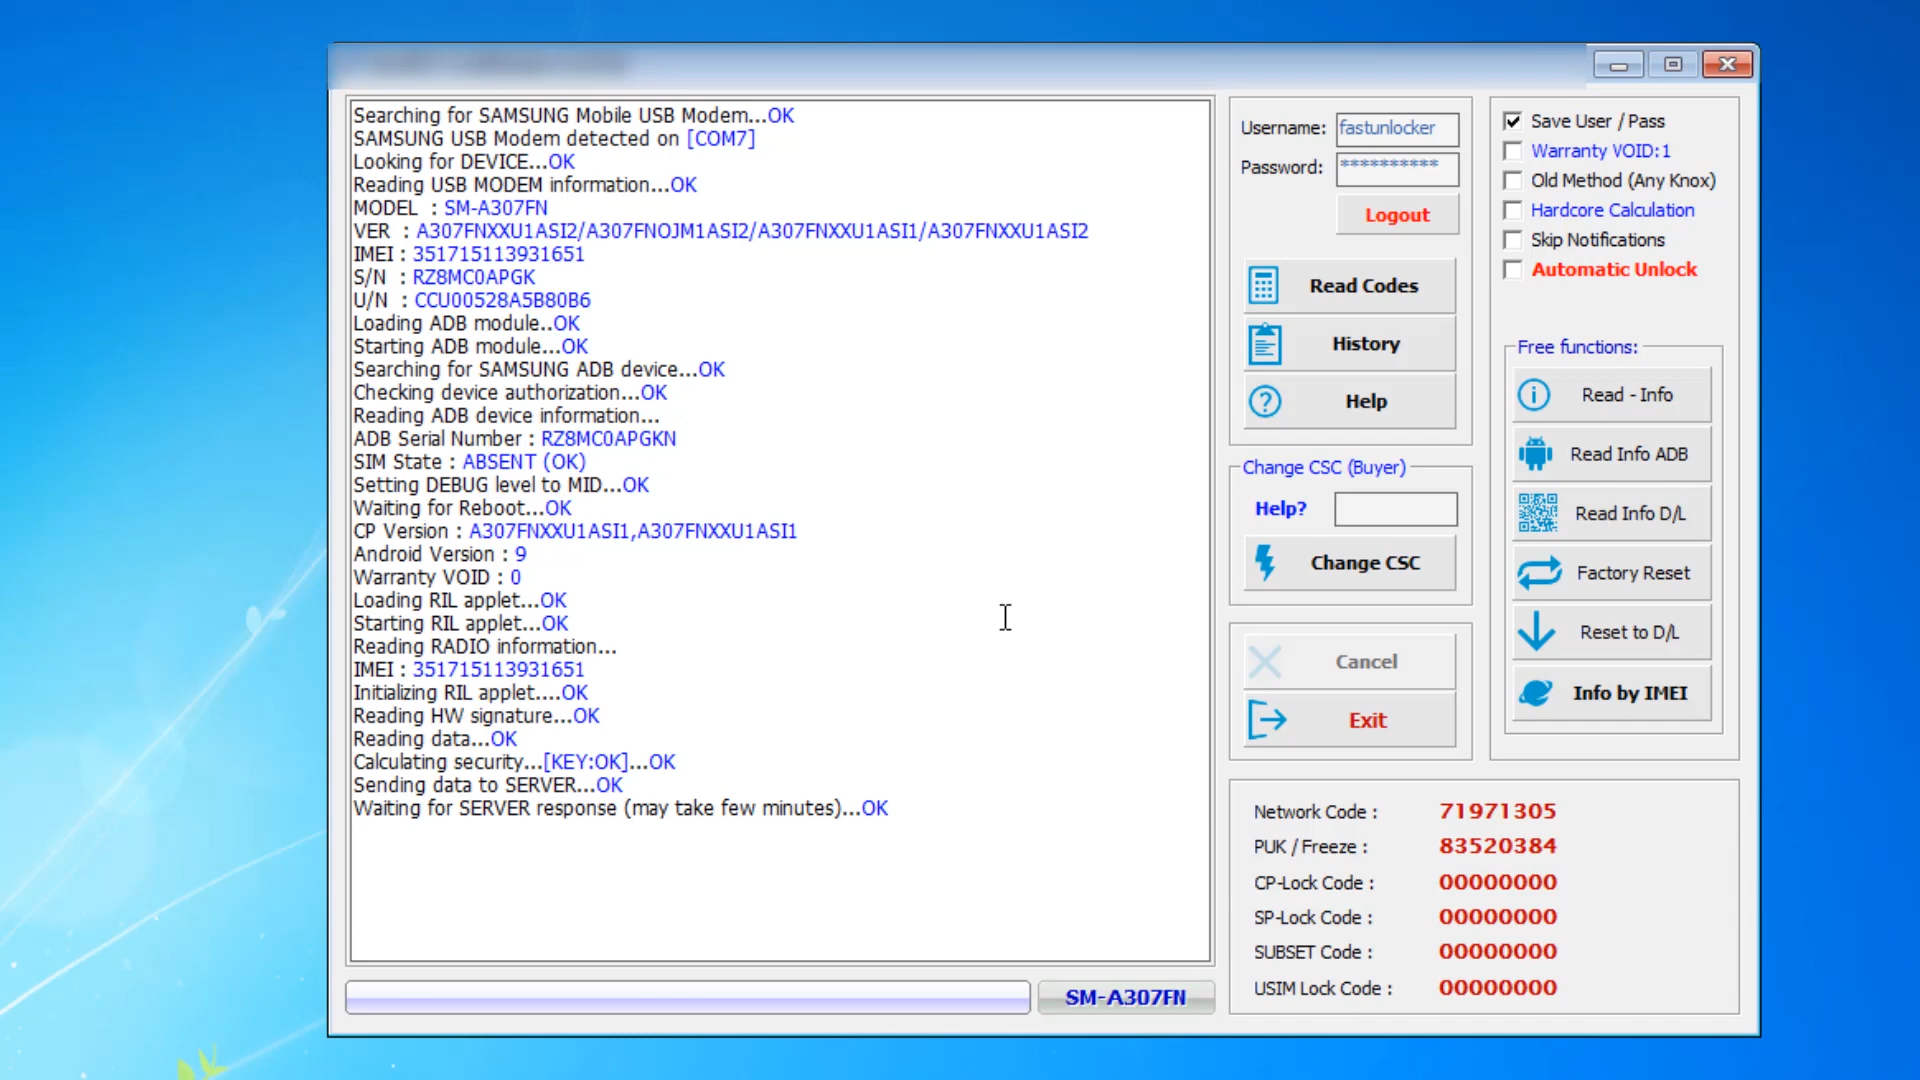 Searching for SAMSUNG Mobile USB Modem...OK
SAMSUNG USB Modem detected on [COM7]
Looking for DEVICE...OK
Reading USB MODEM information...OK
MODEL : SM-A307FN
VER : A307FNXXU1ASI2/A307FNOJM1ASI2/A307FNXXU1ASI1/A307FNXXU1ASI2
IMEI : 351715113931651
S/N : RZ8MC0APGK
U/N : CCU00528A5B80B6
Loading ADB module..OK
Starting ADB module...OK
Searching for SAMSUNG ADB device...OK
Checking device authorization...OK
Reading ADB device information...
ADB Serial Number : RZ8MC0APGKN
SIM State : ABSENT (OK)
Setting DEBUG level to MID...OK
Waiting for Reboot...OK
CP Version : A307FNXXU1ASI1,A307FNXXU1ASI1
Android Version : 9
Warranty VOID : 0
Loading RIL applet...OK
Starting RIL applet...OK
Reading RADIO information...
IMEI : 351715113931651
Initializing RIL applet....OK
Reading HW signature...OK
Reading data...OK
Calculating security...[KEY:OK]...OK
Sending data to SERVER...OK
Waiting for SERVER response (may take few minutes)...OK
SM-A307FN
Username: fastunlocker
Password: **********
Logout
Read Codes
History
Help
Change CSC (Buyer)
Help?
Change CSC
Cancel
Exit
Save User / Pass
Warranty VOID:1
Old Method (Any Knox)
Hardcore Calculation
Skip Notifications
Automatic Unlock
Free functions:
Read - Info
Read Info ADB
Read Info D/L
Factory Reset
Reset to D/L
Info by IMEI
Network Code : 71971305
PUK / Freeze : 83520384
CP-Lock Code : 00000000
SP-Lock Code : 00000000
SUBSET Code : 00000000
USIM Lock Code : 00000000